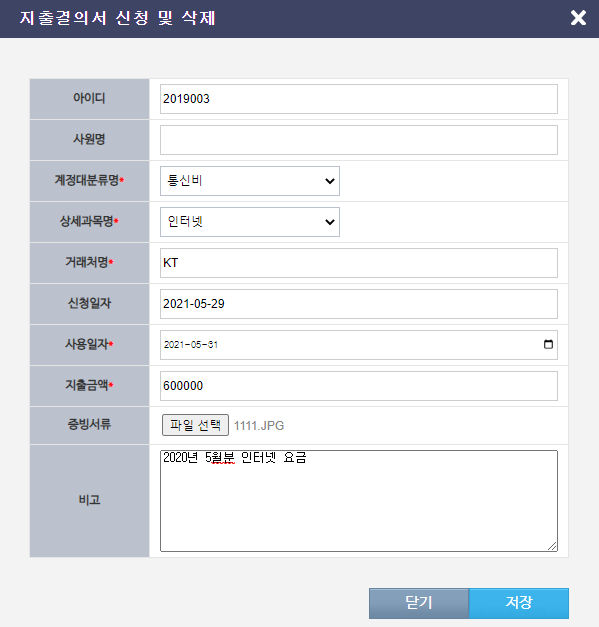 지출결의서 신청 및 삭제
아이디 2019003
사원명
계정대분류명* 통신비
상세과목명* 인터넷
거래처명* KT
신청일자 2021-05-29
사용일자* 2021-05-31
지출금액* 600000
증빙서류 파일 선택 1111.JPG
비고 2020년 5월분 인터넷 요금
닫기 저장